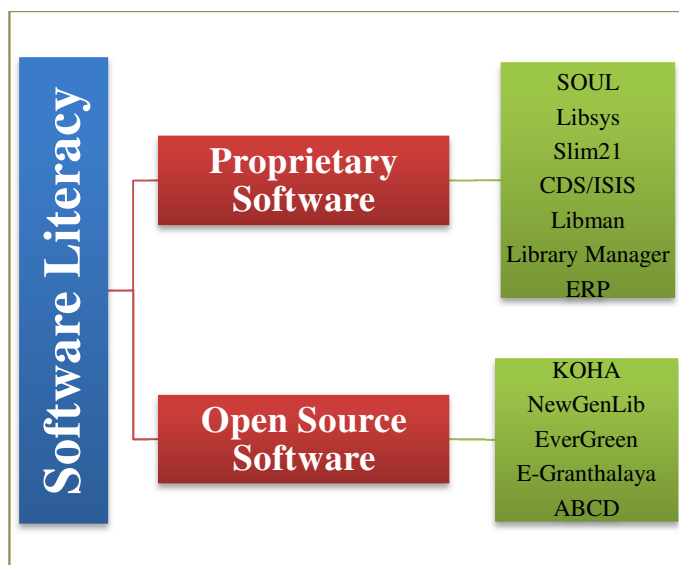 Software Literacy
Proprietary
Software
SOUL
Libsys
Slim21
CDS/ISIS
Libman
Library Manager
ERP
Open Source
Software
KOHA
NewGenLib
EverGreen
E-Granthalaya
ABCD